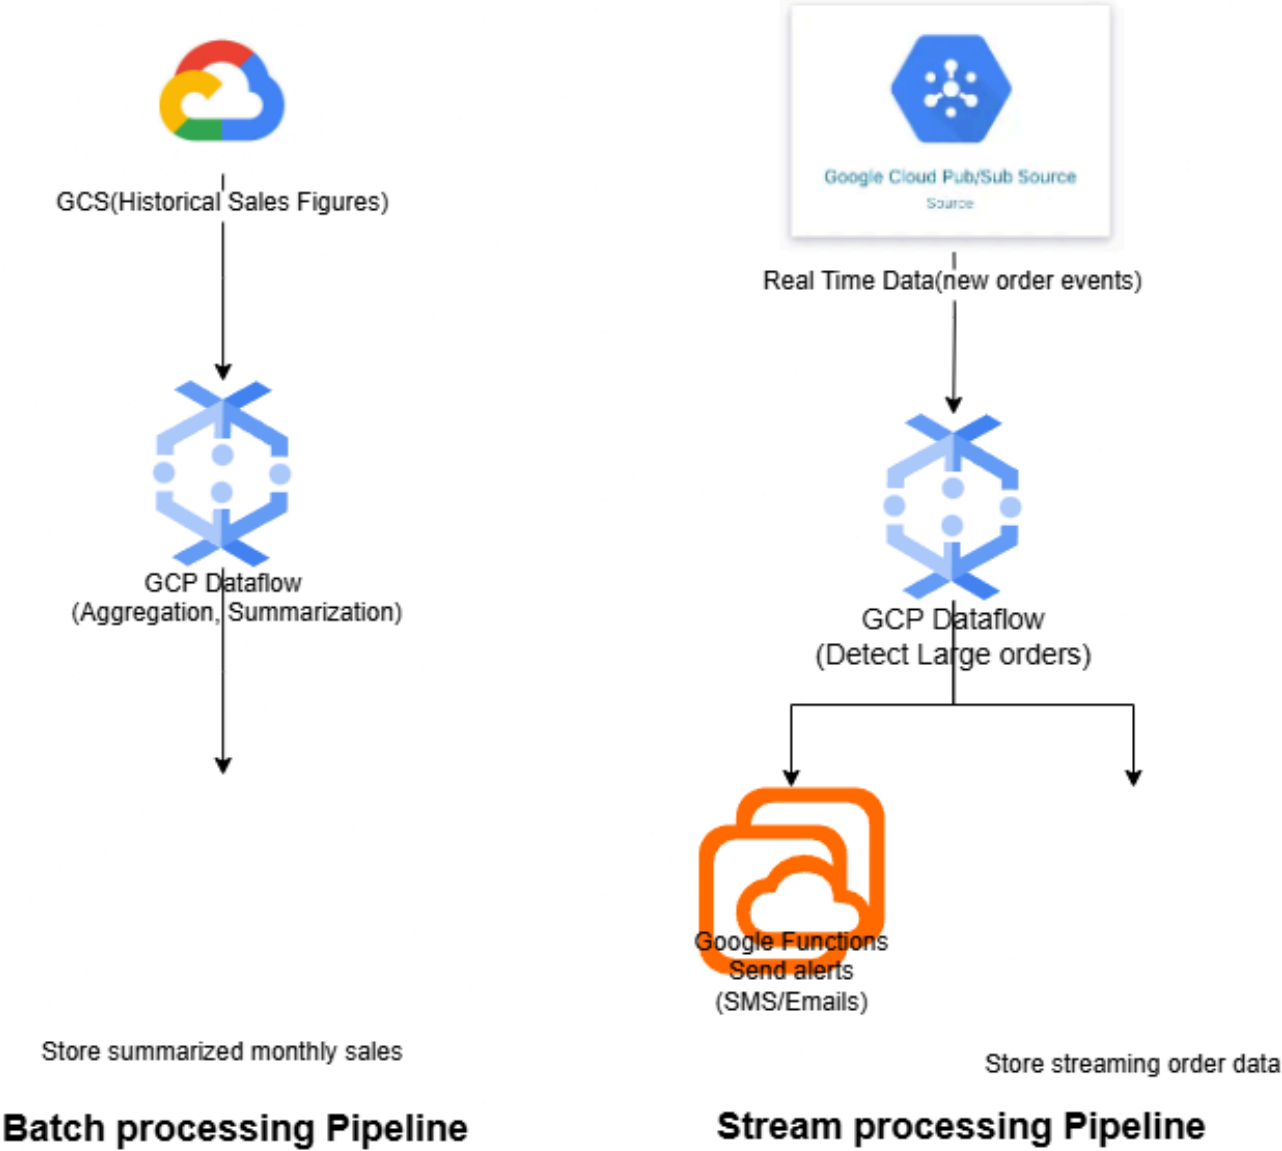 GCS(Historical Sales Figures)
GCP Dataflow
(Aggregation, Summarization)
Store summarized monthly sales
Batch processing Pipeline
Google Cloud Pub/Sub Source
Source
Real Time Data(new order events)
GCP Dataflow
(Detect Large orders)
Google Functions
Send alerts
(SMS/Emails)
Store streaming order data
Stream processing Pipeline